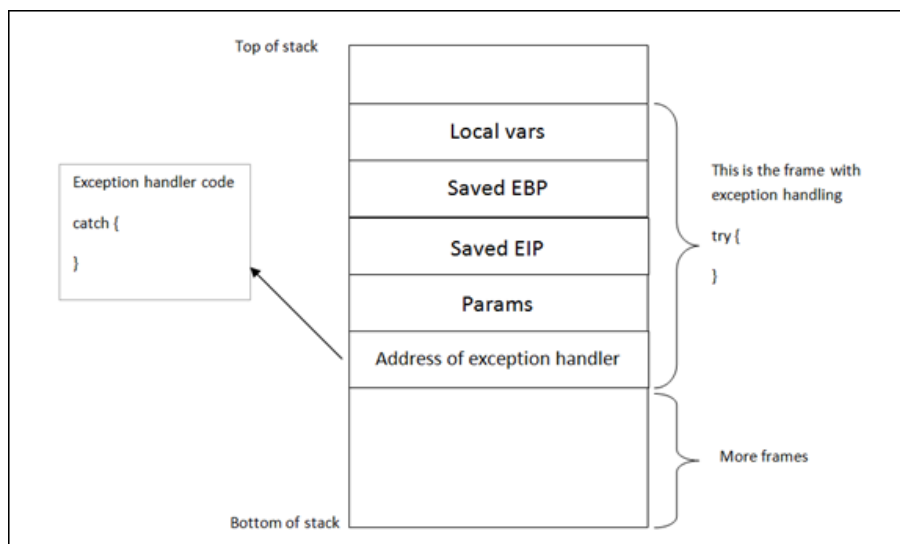 Top of stack
Local vars
Exception handler code
catch {
}
Saved EBP
This is the frame with
exception handling
try {
}
Saved EIP
Params
Address of exception handler
More frames
Bottom of stack